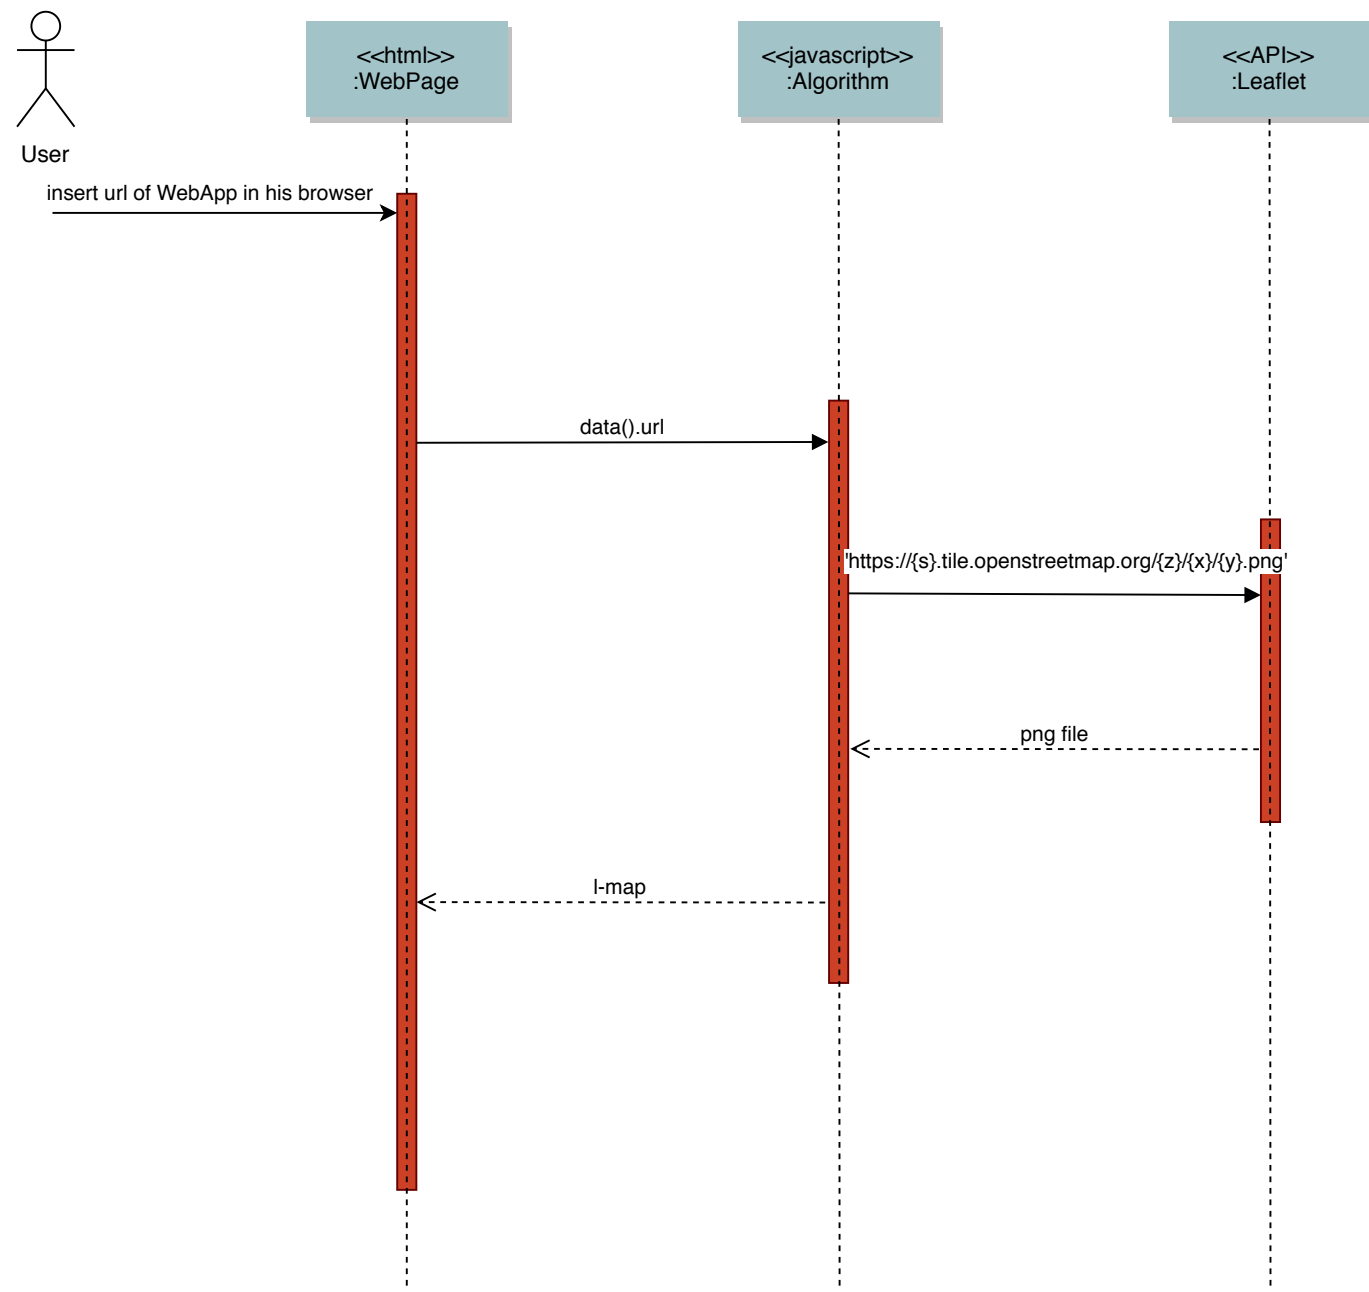 <<html>>
:WebPage
<<javascript>>
:Algorithm
<<API>>
:Leaflet
User
insert url of WebApp in his browser
data().url
'https://{s}.tile.openstreetmap.org/{z}/{x}/{y}.png'
png file
l-map